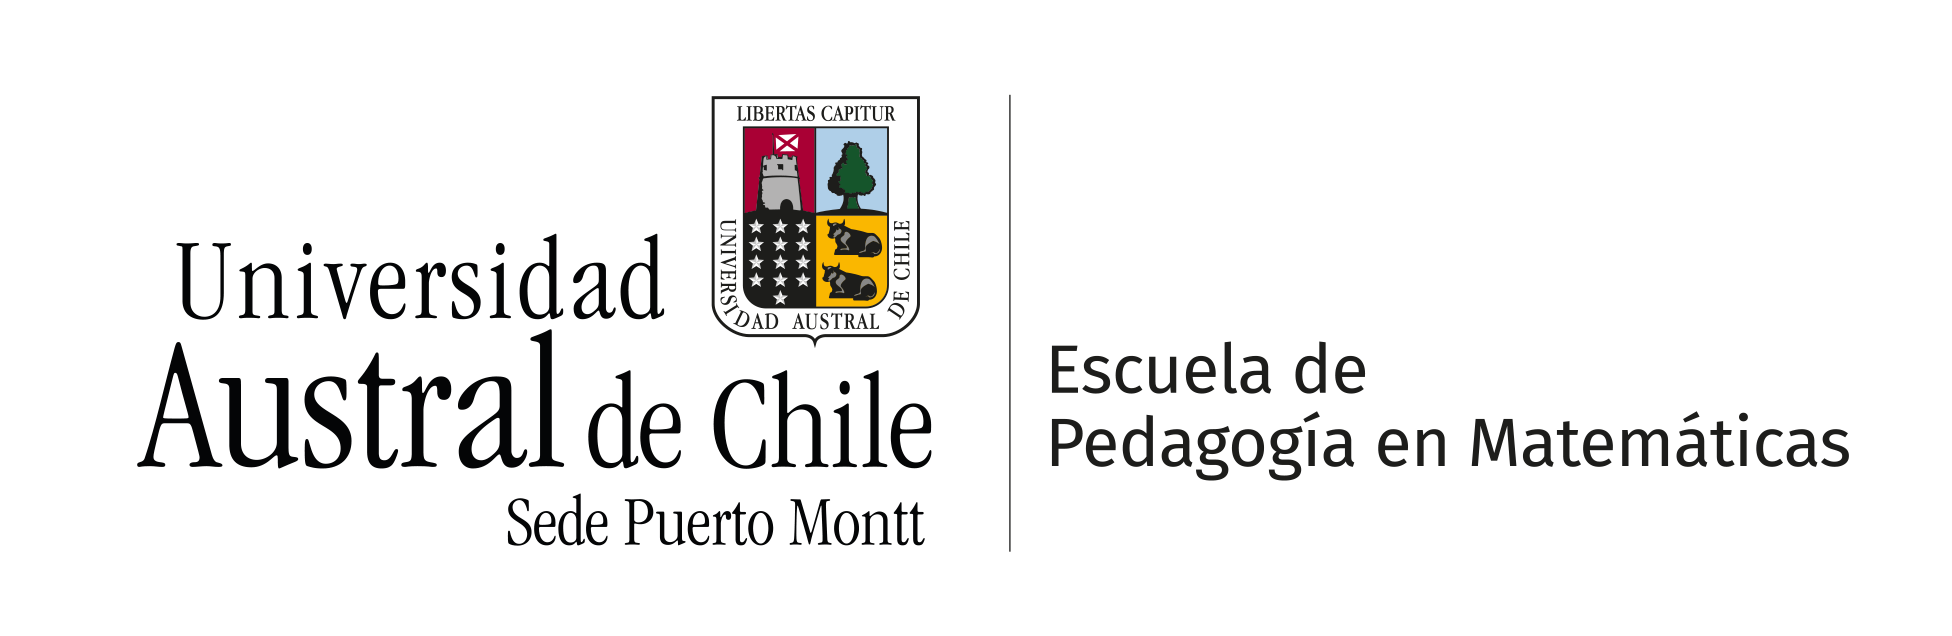 LIBERTAS CAPITUR
UNIVERSIDAD AUSTRAL DE CHILE
Universidad
Austral de Chile
Sede Puerto Montt
Escuela de
Pedagogía en Matemáticas